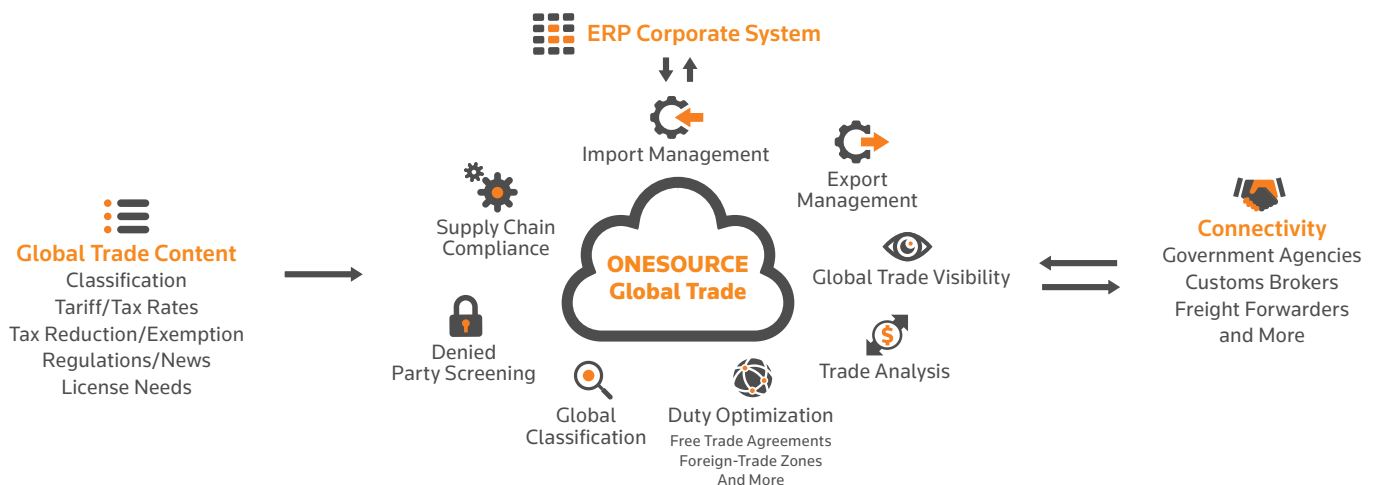 ERP Corporate System
Import Management
Export
Management
Supply Chain
Compliance
ONESOURCE
Global Trade
Global Trade Visibility
Denied
Party Screening
Trade Analysis
$
Global
Classification
Duty Optimization
Free Trade Agreements
Foreign-Trade Zones
And More
Global Trade Content
Classification
Tariff/Tax Rates
Tax Reduction/Exemption
Regulations/News
License Needs
Connectivity
Government Agencies
Customs Brokers
Freight Forwarders
and More